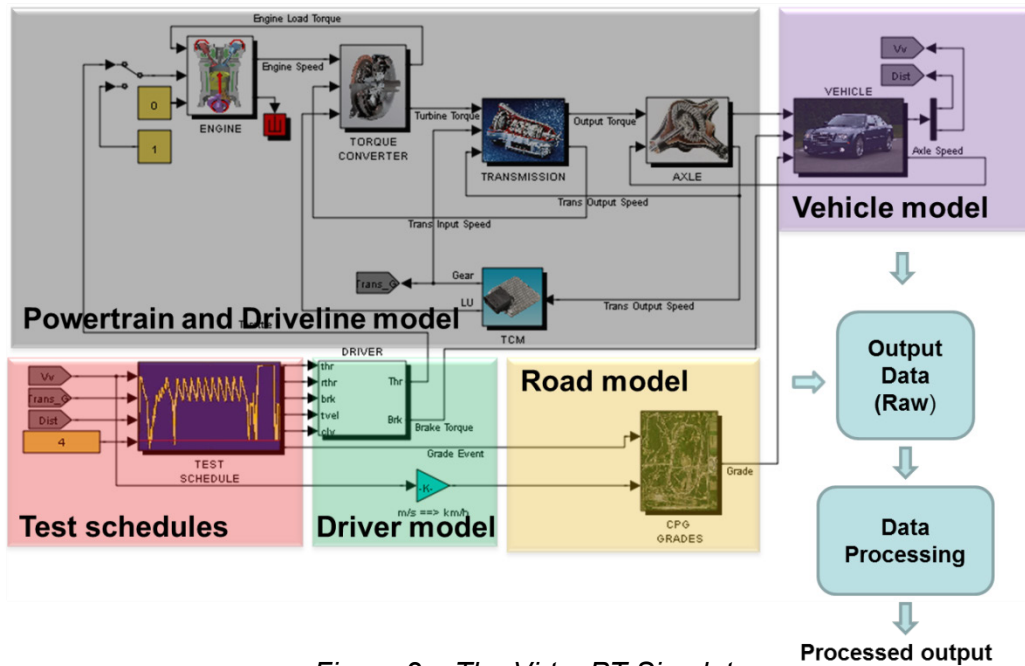 Engine Load Torque
Engine Speed
0
1
ENGINE
TORQUE
CONVERTER
Turbine Torque
TRANSMISSION
Output Torque
AXLE
Vv
Dist
VEHICLE
Axle Speed
Vehicle model
Trans Output Speed
Trans Input Speed
Trans_G
Gear
LU
TCM
Trans Output Speed
Powertrain and Driveline model
Vv
Trans_G
Dist
4
TEST
SCHEDULE
Test schedules
DRIVER
thr
rthr
brk
tvel
clv
Thr
Brk
Brake Torque
Grade Event
-K-
m/s ==> km/h
Driver model
Road model
CPG
GRADES
Grade
Output
Data
(Raw)
Data
Processing
Processed output